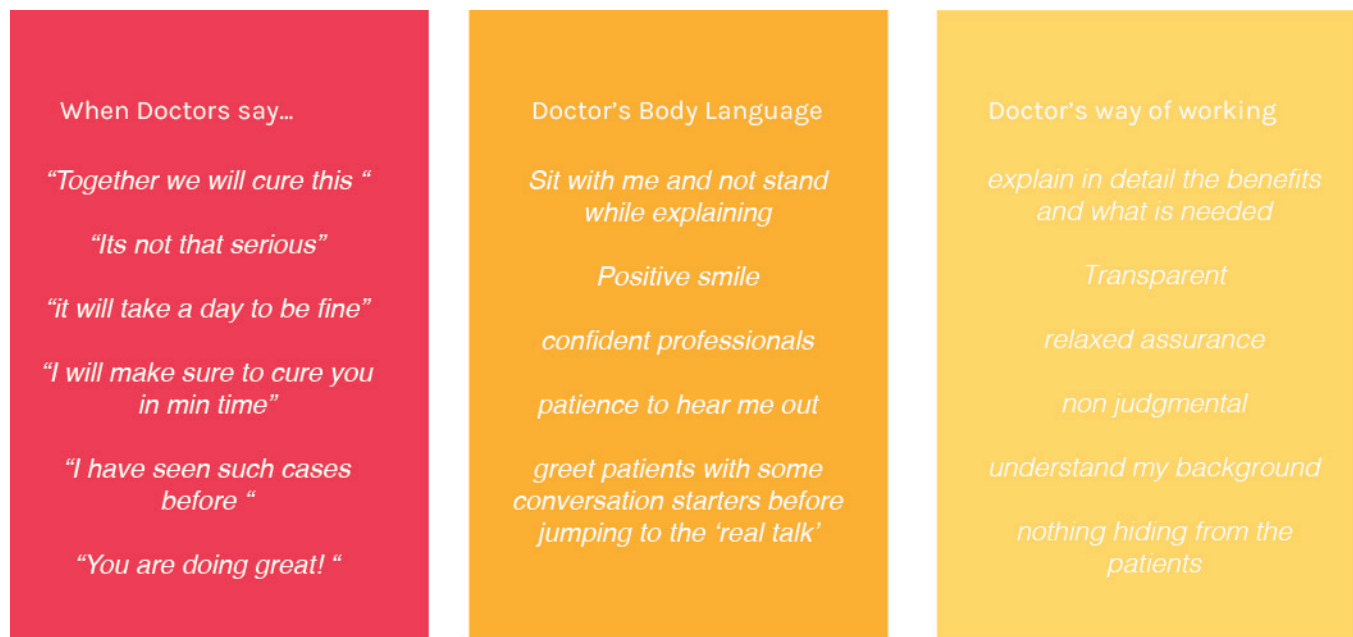 When Doctors say...
“Together we will cure this “
“Its not that serious”
“it will take a day to be fine”
“I will make sure to cure you
in min time”
“I have seen such cases
before “
“You are doing great! “
Doctor’s Body Language
Sit with me and not stand
while explaining
Positive smile
confident professionals
patience to hear me out
greet patients with some
conversation starters before
jumping to the ‘real talk’
Doctor’s way of working
explain in detail the benefits
and what is needed
Transparent
relaxed assurance
non judgmental
understand my background
nothing hiding from the
patients